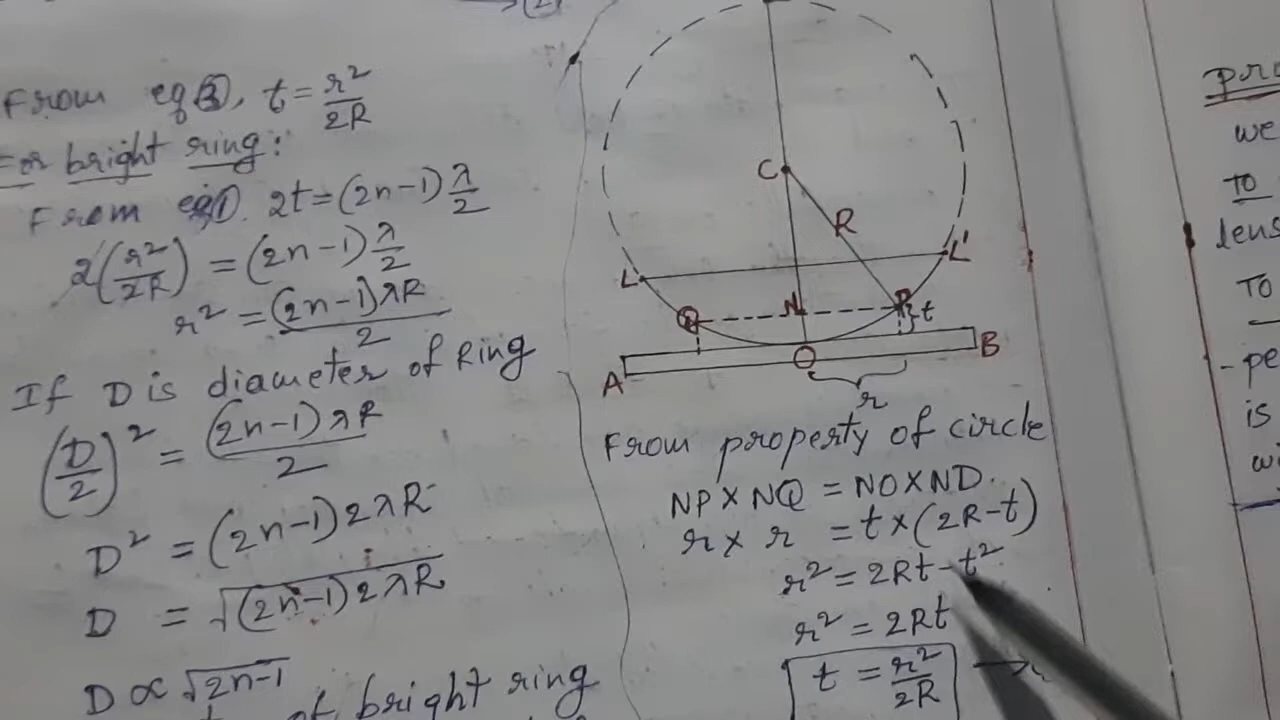 From eq③, t = r²/2R
For bright ring:
From eq① 2t = (2n-1) λ/2
2(r²/2R) = (2n-1) λ/2
r² = (2n-1)λR/2
If D is diameter of Ring
(D/2)² = (2n-1)λR/2
D² = (2n-1)2λR
D = √(2n-1)2λR
D ∝ √2n-1
of bright ring
C
R
L
L'
Q
N
P
t
A
O
B
r
From property of circle
NP × NQ = NO × ND
r × r = t × (2R-t)
r² = 2Rt - t²
r² = 2Rt
t = r²/2R
we
TO
lens
TO
- pe
is
wi